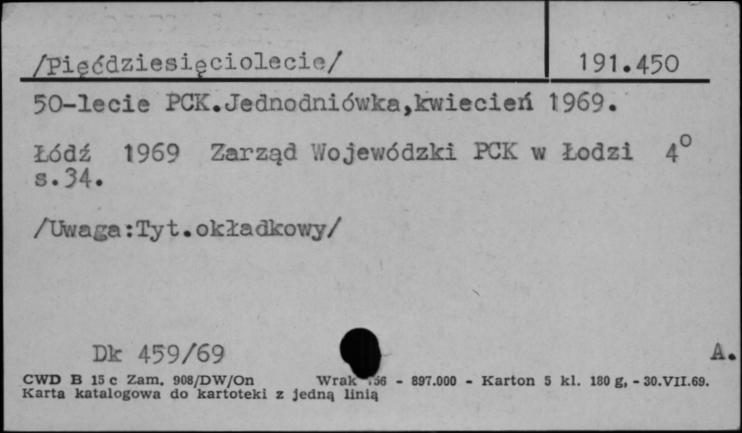 /Pięćdziesięciolecie/ 191.450
50-lecie PCK.Jednodniówka,kwiecień 1969.
Łódź 1969 Zarząd Wojewódzki PCK w Łodzi 4°
s.34.
/Uwaga:Tyt.okładkowy/
Dk 459/69 A.
CWD B 15 c Zam. 908/DW/On Wrak 56 - 897.000 - Karton 5 kl. 180 g, - 30.VII.69.
Karta katalogowa do kartoteki z jedną linią